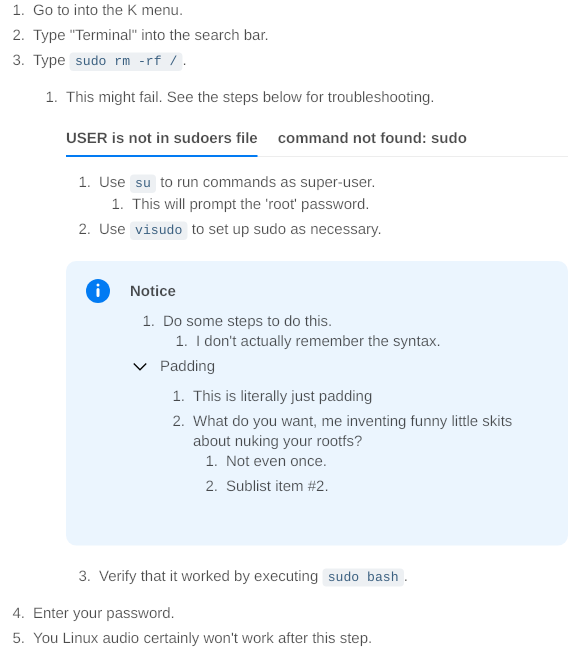 1. Go to into the K menu.
2. Type "Terminal" into the search bar.
3. Type sudo rm -rf / .
1. This might fail. See the steps below for troubleshooting.
USER is not in sudoers file command not found: sudo
1. Use su to run commands as super-user.
1. This will prompt the 'root' password.
2. Use visudo to set up sudo as necessary.
Notice
1. Do some steps to do this.
1. I don't actually remember the syntax.
Padding
1. This is literally just padding
2. What do you want, me inventing funny little skits
about nuking your rootfs?
1. Not even once.
2. Sublist item #2.
3. Verify that it worked by executing sudo bash .
4. Enter your password.
5. You Linux audio certainly won't work after this step.